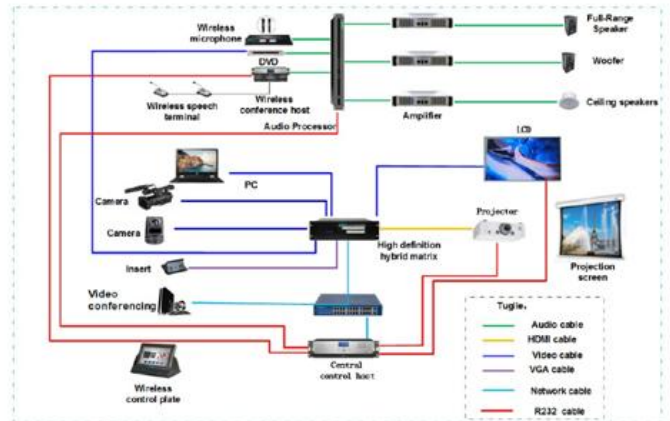 Wireless
microphone
DVD
Wireless speech
terminal
Wireless
conference host
Audio Processor
Amplifier
Full-Range
Speaker
Woofer
Ceiling speakers
LCD
PC
Camera
Camera
Insert
Video
conferencing
High definition
hybrid matrix
Projector
Projection
screen
Wireless
control plate
Central
control host
Tuglie.
Audio cable
HDMI cable
Video cable
VGA cable
Network cable
R232 cable